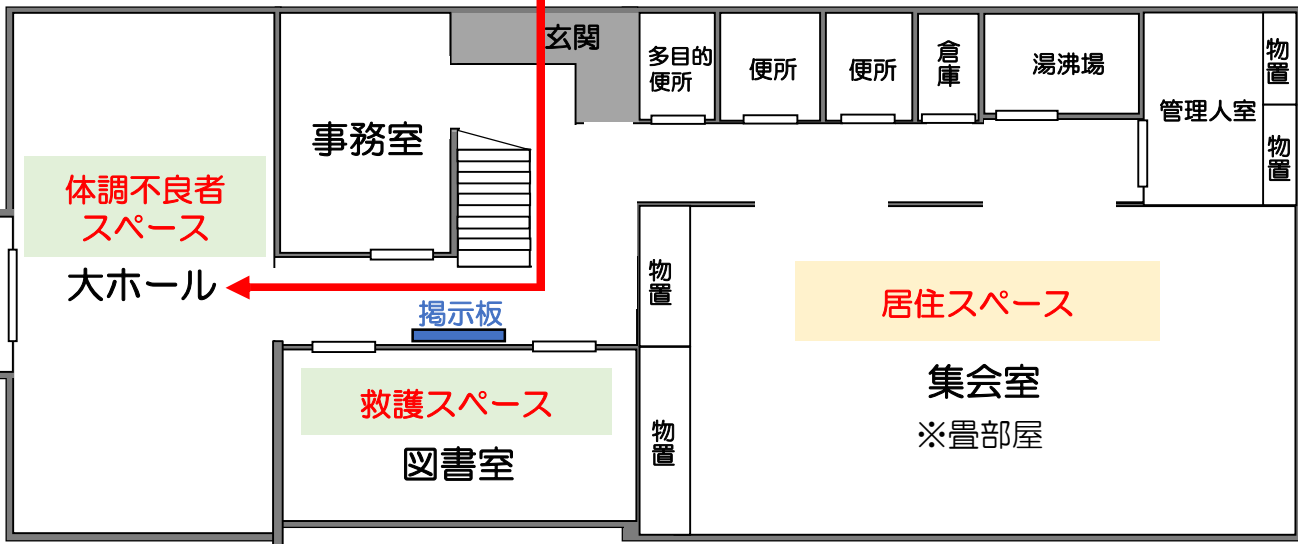 玄関
多目的
便所
便所
便所
倉庫
湯沸場
物置
管理人室
物置
事務室
体調不良者
スペース
大ホール
掲示板
物置
居住スペース
救護スペース
集会室
図書室
物置
※畳部屋